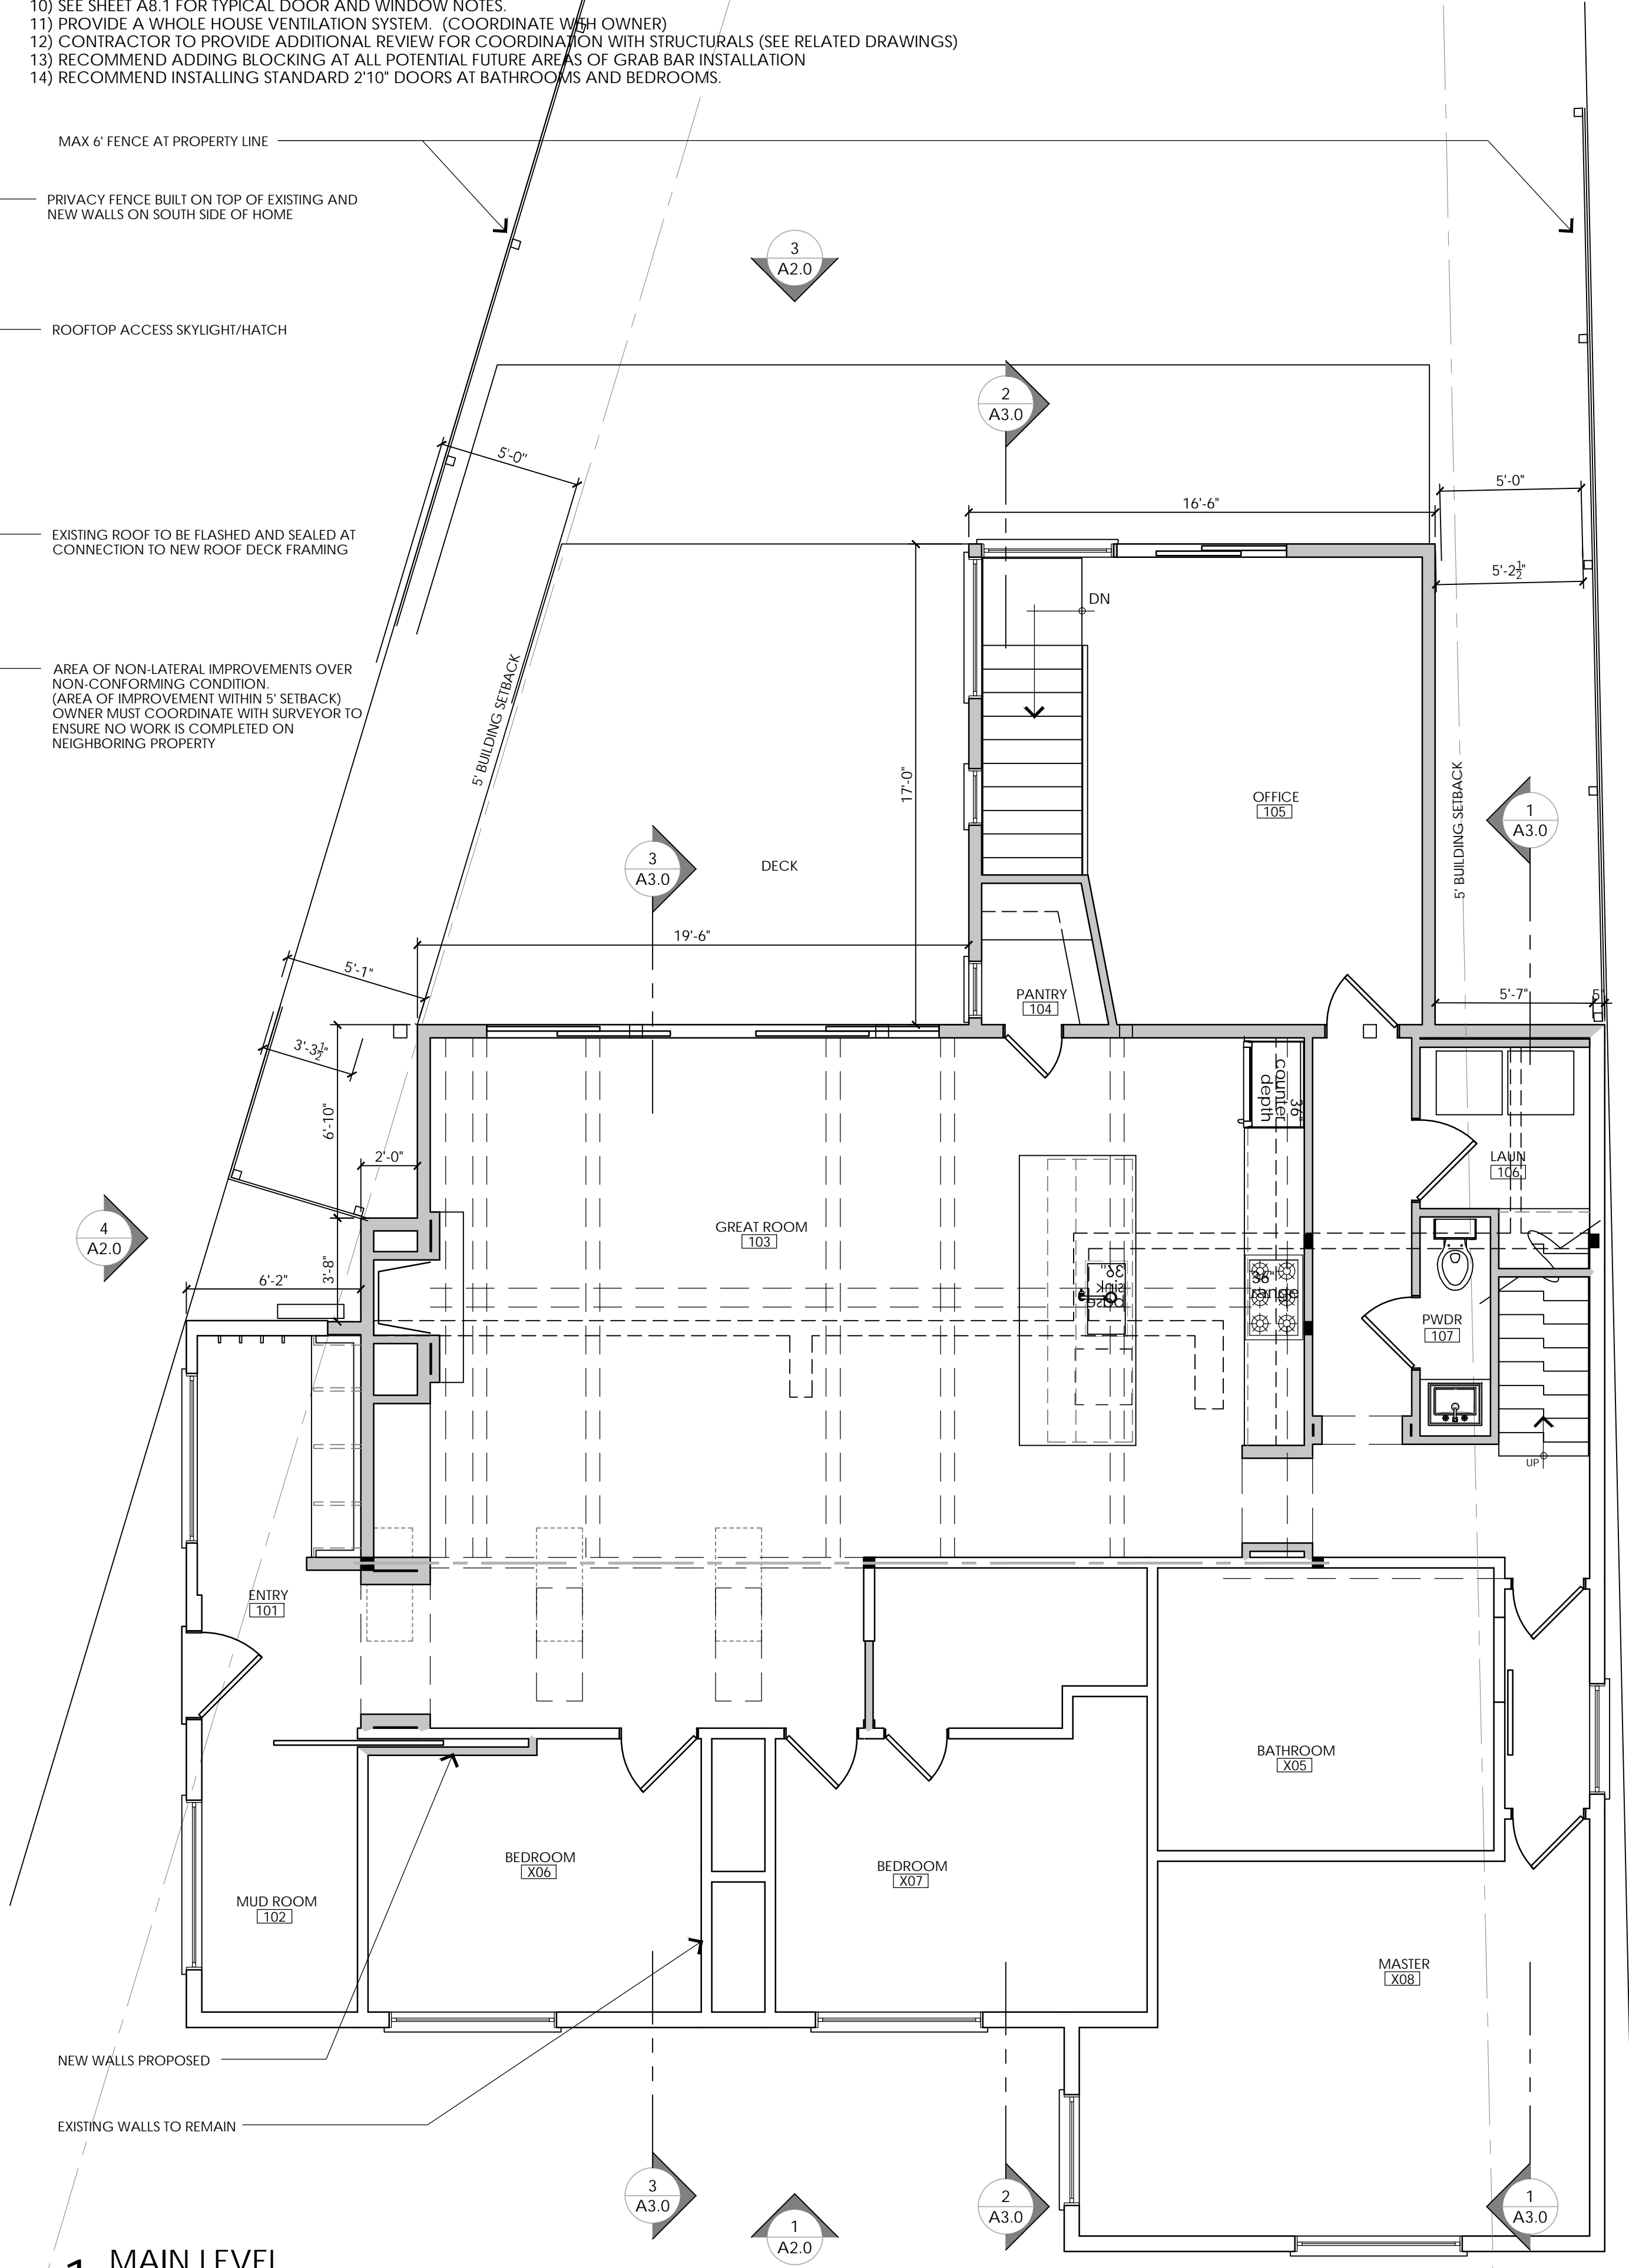 10) SEE SHEET A8.1 FOR TYPICAL DOOR AND WINDOW NOTES.
11) PROVIDE A WHOLE HOUSE VENTILATION SYSTEM.  (COORDINATE WITH OWNER)
12) CONTRACTOR TO PROVIDE ADDITIONAL REVIEW FOR COORDINATION WITH STRUCTURALS (SEE RELATED DRAWINGS)
13) RECOMMEND ADDING BLOCKING AT ALL POTENTIAL FUTURE AREAS OF GRAB BAR INSTALLATION
14) RECOMMEND INSTALLING STANDARD 2'10" DOORS AT BATHROOMS AND BEDROOMS.
MAX 6' FENCE AT PROPERTY LINE
PRIVACY FENCE BUILT ON TOP OF EXISTING AND
NEW WALLS ON SOUTH SIDE OF HOME
3
A2.0
ROOFTOP ACCESS SKYLIGHT/HATCH
2
A3.0
5'-0"
5'-0"
16'-6"
EXISTING ROOF TO BE FLASHED AND SEALED AT
CONNECTION TO NEW ROOF DECK FRAMING
5'-2½"
DN
AREA OF NON-LATERAL IMPROVEMENTS OVER
NON-CONFORMING CONDITION.
(AREA OF IMPROVEMENT WITHIN 5' SETBACK)
OWNER MUST COORDINATE WITH SURVEYOR TO
ENSURE NO WORK IS COMPLETED ON
NEIGHBORING PROPERTY
5' BUILDING SETBACK
17'-0"
OFFICE
105
5' BUILDING SETBACK
1
A3.0
3
A3.0
DECK
19'-6"
5'-1"
PANTRY
104
5'-7"
5"
3'-3½"
6'-10"
36"
counter
depth
2'-0"
LAUN
106
4
A2.0
GREAT ROOM
103
3'-8"
6'-2"
36"
sink
base
36"
range
PWDR
107
UP
ENTRY
101
BATHROOM
X05
BEDROOM
X06
BEDROOM
X07
MUD ROOM
102
MASTER
X08
NEW WALLS PROPOSED
EXISTING WALLS TO REMAIN
3
A3.0
2
A3.0
1
A3.0
1
A2.0
1 MAIN LEVEL